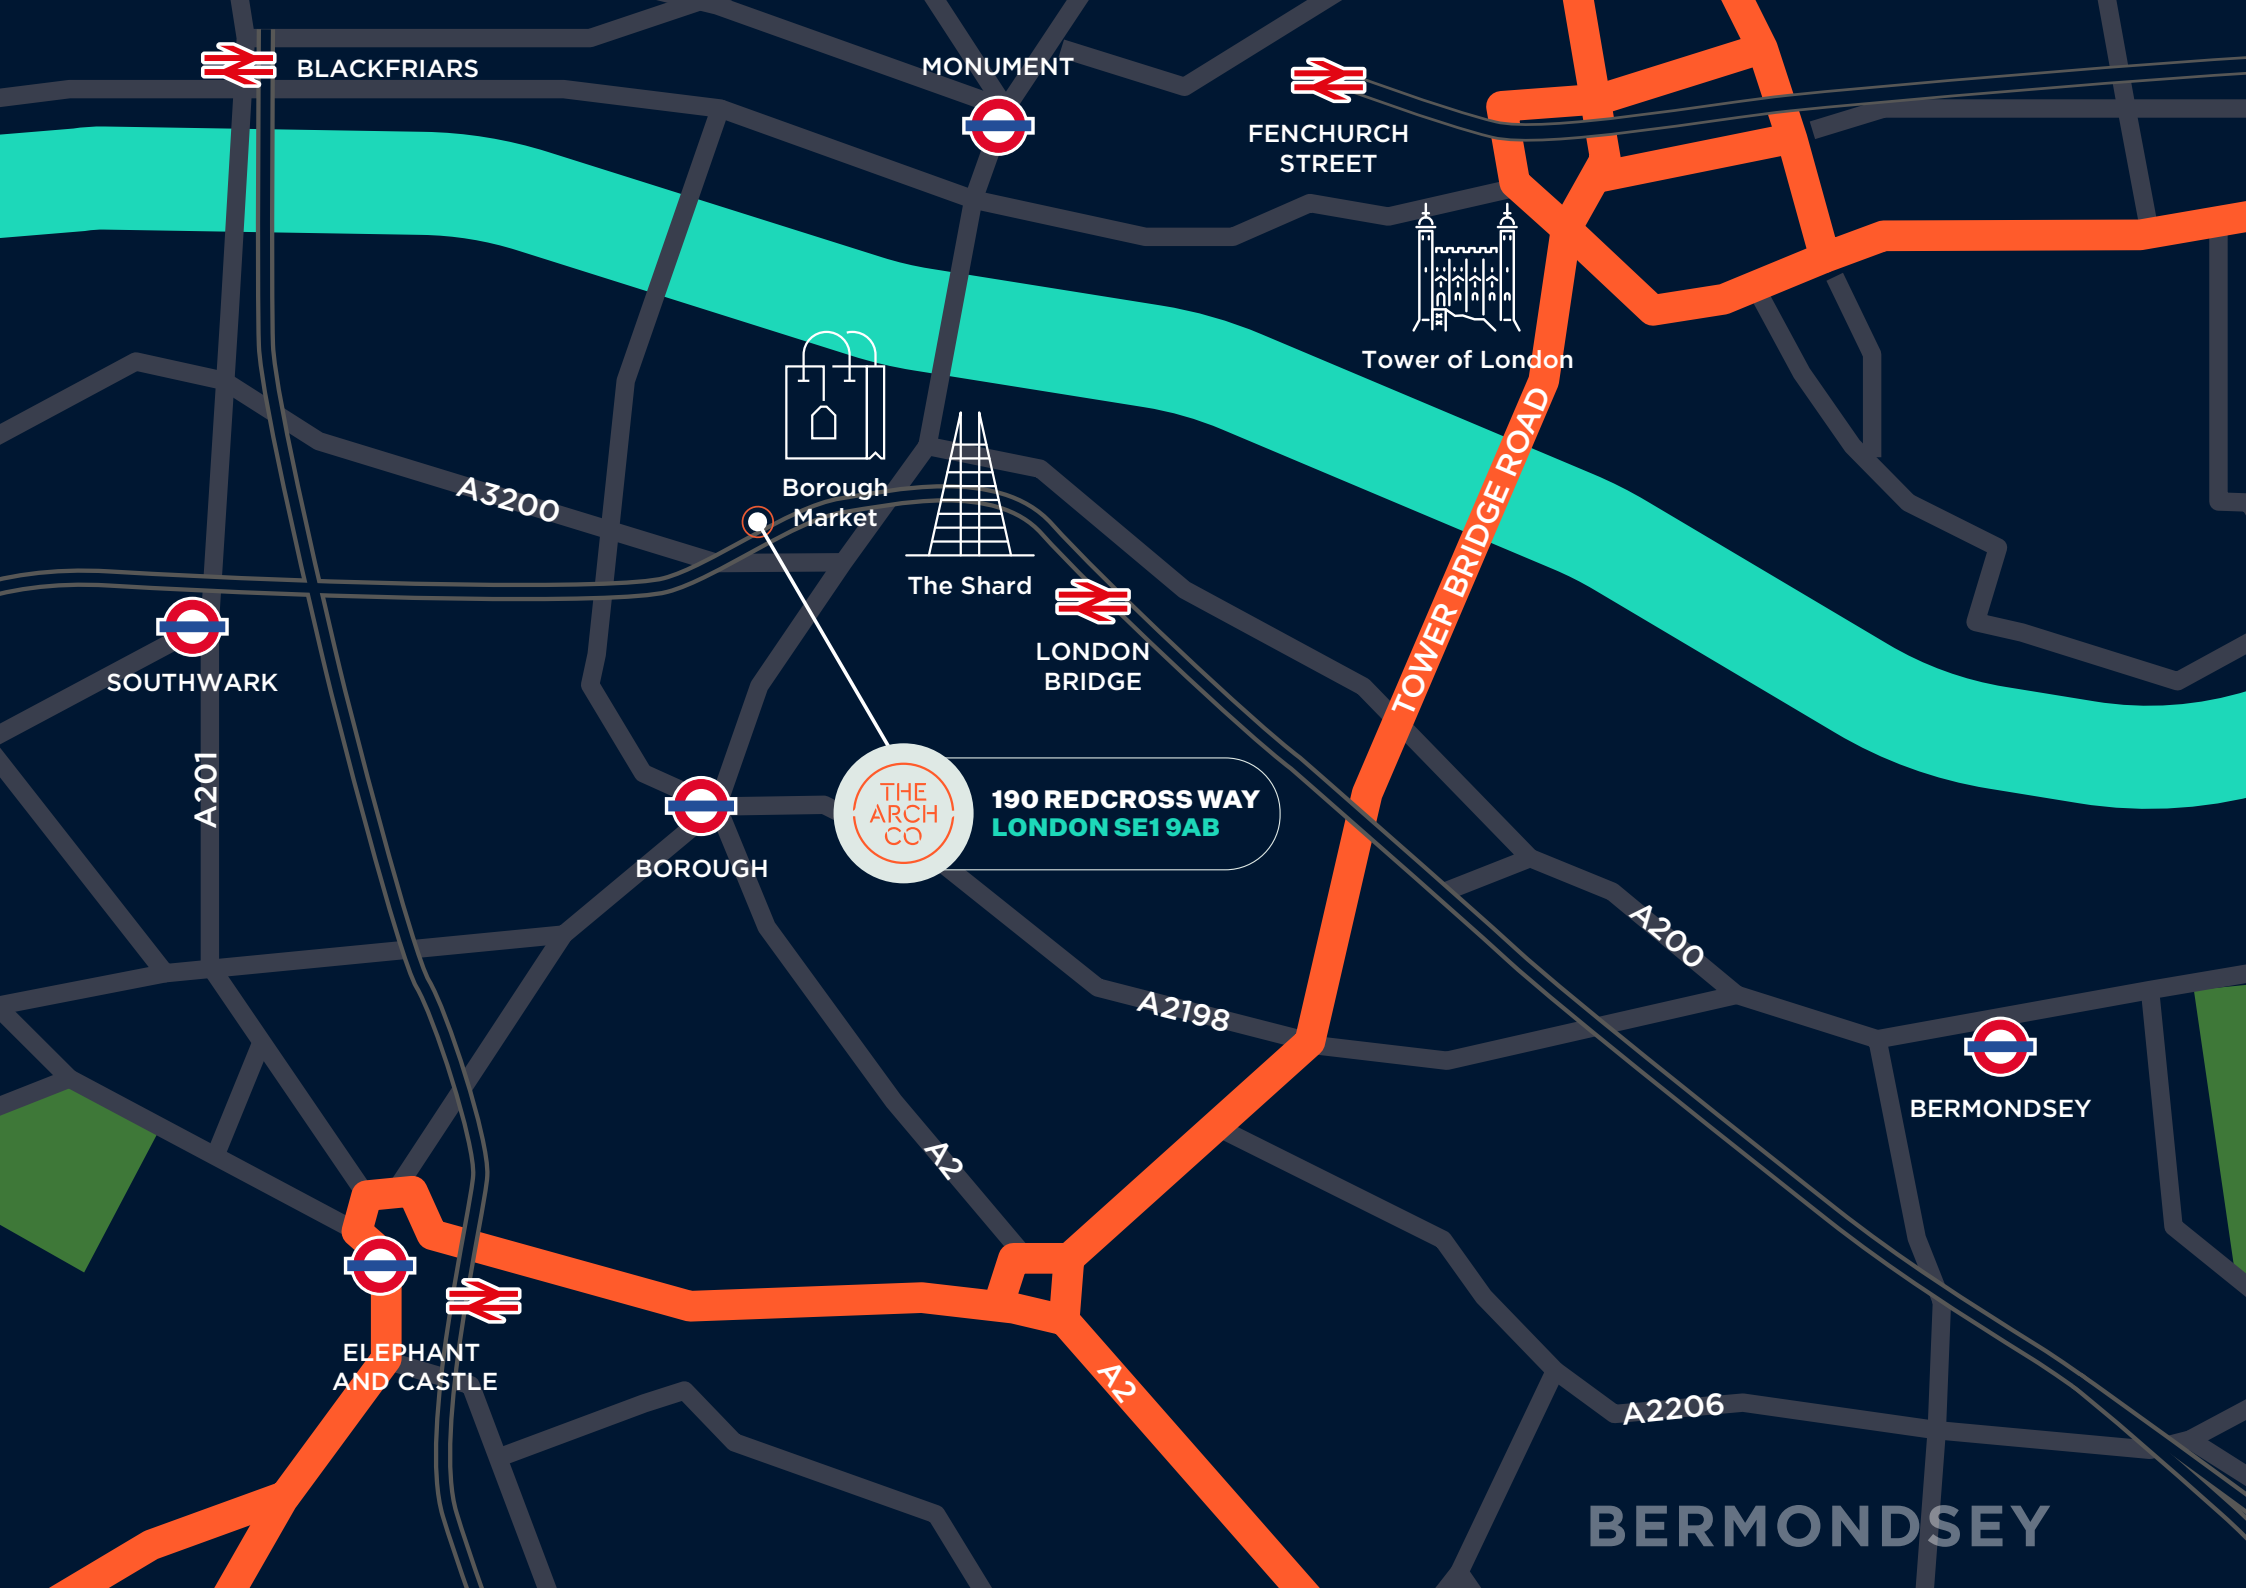 BLACKFRIARS
MONUMENT
FENCHURCH
STREET
Tower of London
TOWER BRIDGE ROAD
A3200
Borough
Market
The Shard
LONDON
BRIDGE
SOUTHWARK
A201
BOROUGH
THE
ARCH
CO
190 REDCROSS WAY
LONDON SE1 9AB
A200
A2198
BERMONDSEY
A2
ELEPHANT
AND CASTLE
A2
A2206
BERMONDSEY